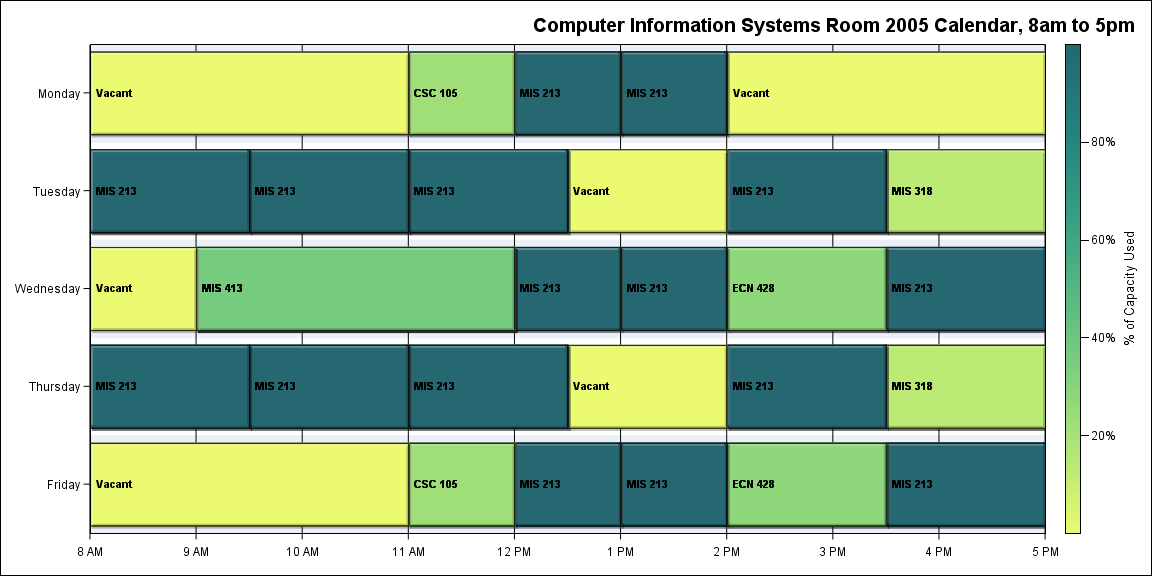 Computer Information Systems Room 2005 Calendar, 8am to 5pm
Monday
Vacant
CSC 105
MIS 213
MIS 213
Vacant
Tuesday
MIS 213
MIS 213
MIS 213
Vacant
MIS 213
MIS 318
Wednesday
Vacant
MIS 413
MIS 213
MIS 213
ECN 428
MIS 213
Thursday
MIS 213
MIS 213
MIS 213
Vacant
MIS 213
MIS 318
Friday
Vacant
CSC 105
MIS 213
MIS 213
ECN 428
MIS 213
8 AM
9 AM
10 AM
11 AM
12 PM
1 PM
2 PM
3 PM
4 PM
5 PM
80%
60%
40%
20%
% of Capacity Used